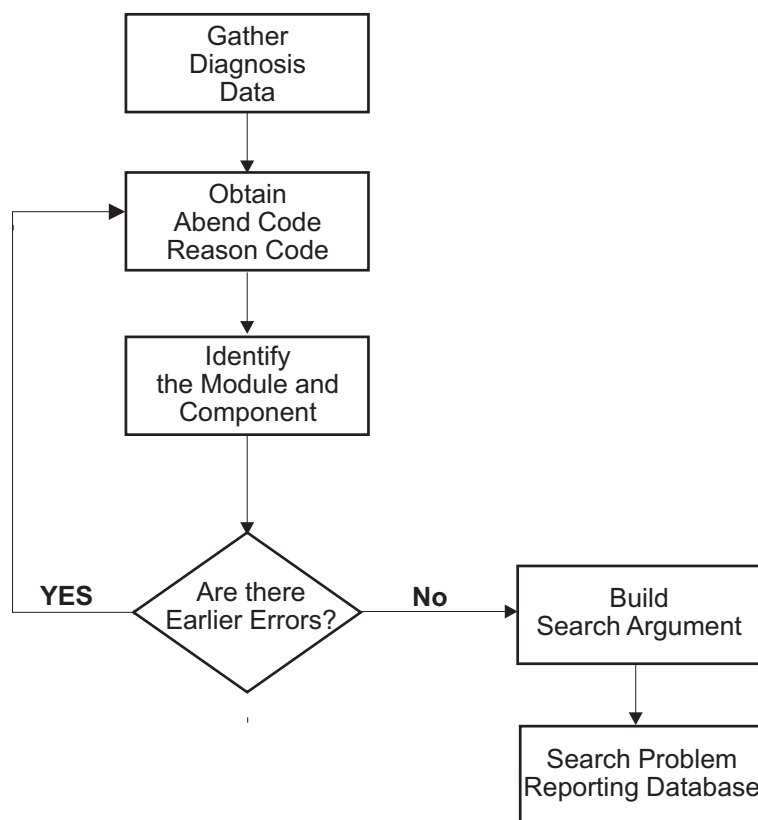 Gather
Diagnosis
Data
Obtain
Abend Code
Reason Code
Identify
the Module and
Component
Are there
Earlier Errors?
YES
No
Build
Search Argument
Search Problem
Reporting Database